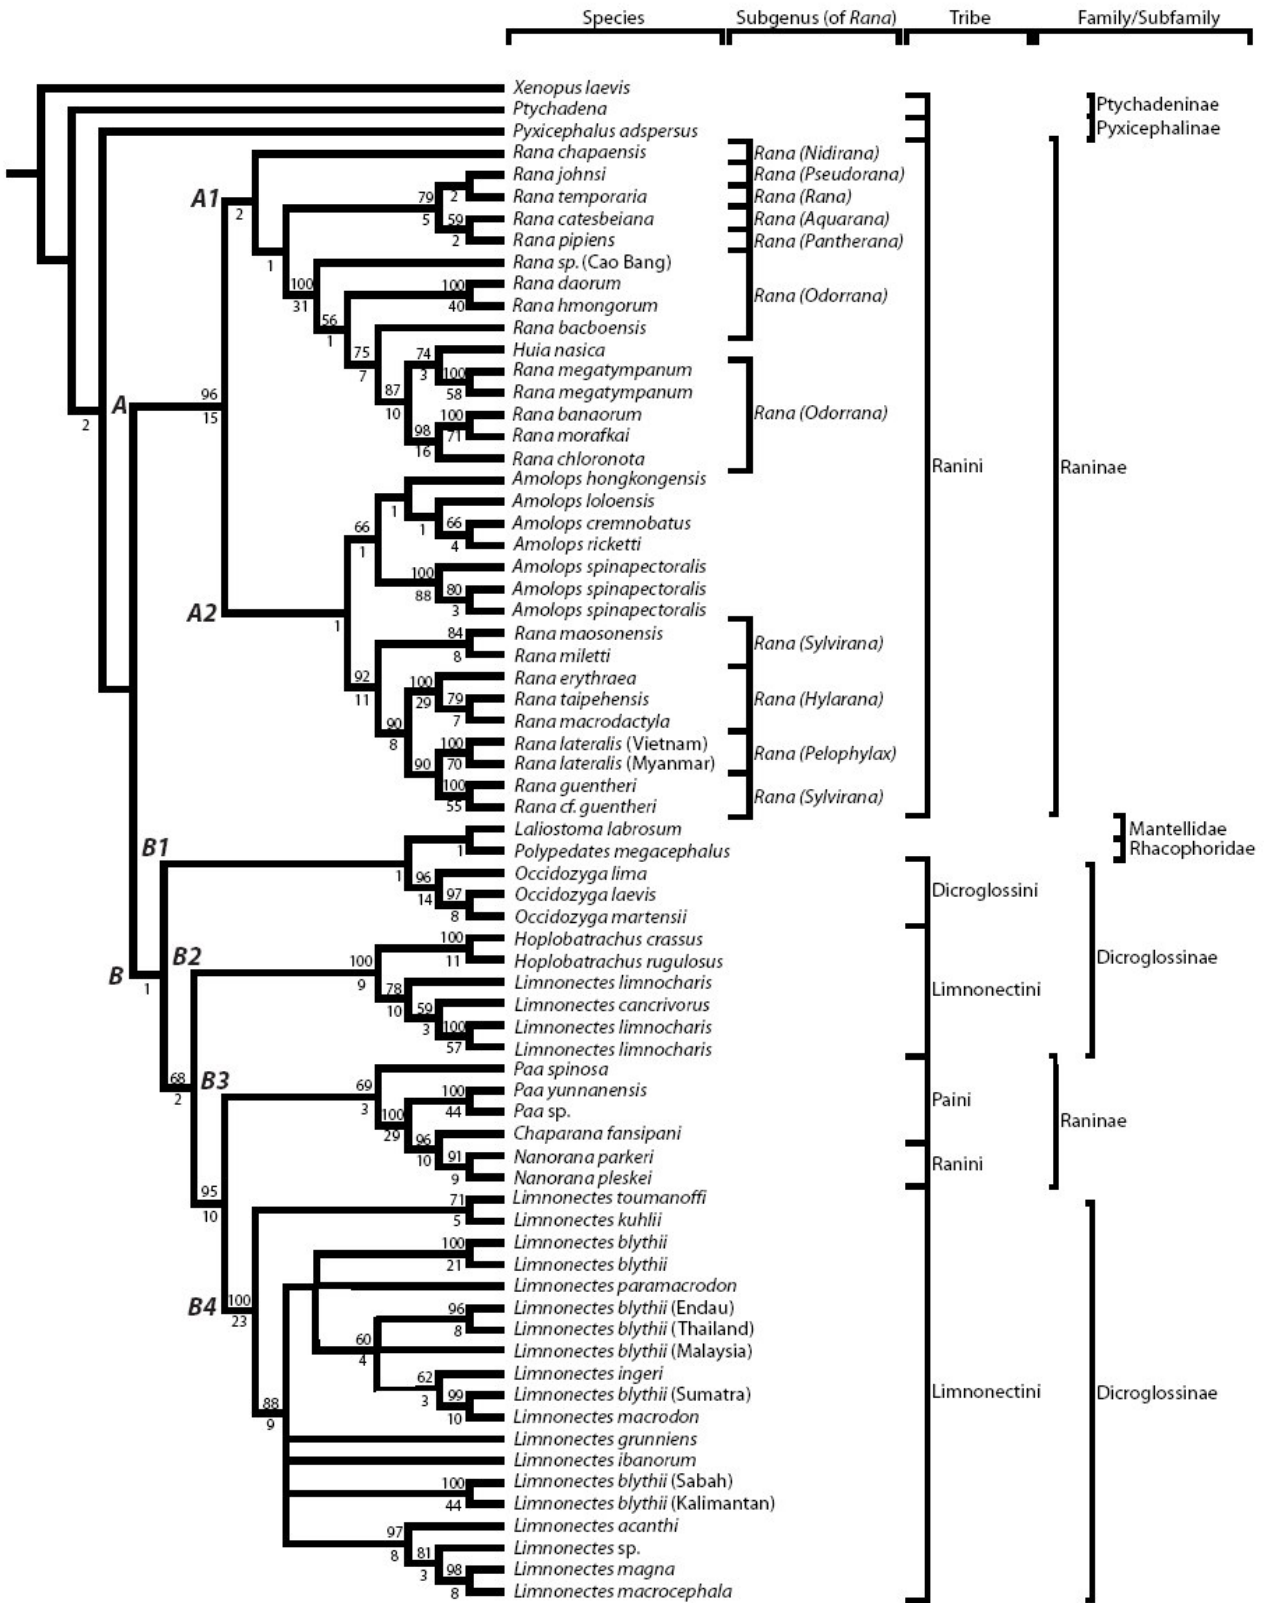 Species Subgenus (of Rana) Tribe Family/Subfamily
Xenopus laevis
Ptychadena Ptychadeninae
Pyxicephalus adspersus Pyxicephalinae
Rana chapaensis Rana (Nidirana)
A1 2
Rana johnsi Rana (Pseudorana)
79 2 Rana temporaria Rana (Rana)
5 59 Rana catesbeiana Rana (Aquarana)
2 Rana pipiens Rana (Pantherana)
1 Rana sp. (Cao Bang)
100 100 Rana daorum
Rana (Odorrana)
31 40 Rana hmongorum
56 Rana bacboensis
1
75 74 Huia nasica
7 3 100 Rana megatympanum
87 58 Rana megatympanum
A 96 10 100 Rana banaorum Rana (Odorrana)
15 98 71 Rana morafkai
2 16 Rana chloronota
Ranini Raninae
Amolops hongkongensis
1 Amolops loloensis
66 1 66 Amolops cremnobatus
1 4 Amolops ricketti
100 Amolops spinapectoralis
88 80 Amolops spinapectoralis
A2 3 Amolops spinapectoralis
1 84 Rana maosonensis Rana (Sylvirana)
8 Rana miletti
92 100 Rana erythraea
11 29 79 Rana taipehensis Rana (Hylarana)
90 7 Rana macrodactyla
8 100 Rana lateralis (Vietnam) Rana (Pelophylax)
90 70 Rana lateralis (Myanmar)
100 Rana guentheri Rana (Sylvirana)
55 Rana cf. guentheri
Laliostoma labrosum Mantellidae
B1 1 Polypedates megacephalus Rhacophoridae
1 96 Occidozyga lima
14 97 Occidozyga laevis Dicroglossini
8 Occidozyga martensii
100 Hoplobatrachus crassus
B2 100 11 Hoplobatrachus rugulosus Dicroglossinae
B 1 9 78 Limnonectes limnocharis Limnonectini
10 59 Limnonectes cancrivorus
3 100 Limnonectes limnocharis
57 Limnonectes limnocharis
68 B3 69 Paa spinosa
2 3 100 Paa yunnanensis Paini
100 44 Paa sp.
29 96 Chaparana fansipani Raninae
10 91 Nanorana parkeri Ranini
9 Nanorana pleskei
95 71 Limnonectes toumanoffi
10 5 Limnonectes kuhlii
100 Limnonectes blythii
21 Limnonectes blythii
Limnonectes paramacrodon
B4 100 96 Limnonectes blythii (Endau)
23 8 Limnonectes blythii (Thailand)
60 Limnonectes blythii (Malaysia)
4
62 Limnonectes ingeri
3 99 Limnonectes blythii (Sumatra) Limnonectini Dicroglossinae
88 10 Limnonectes macrodon
9 Limnonectes grunniens
Limnonectes ibanorum
100 Limnonectes blythii (Sabah)
44 Limnonectes blythii (Kalimantan)
97 Limnonectes acanthi
8 81 Limnonectes sp.
3 98 Limnonectes magna
8 Limnonectes macrocephala